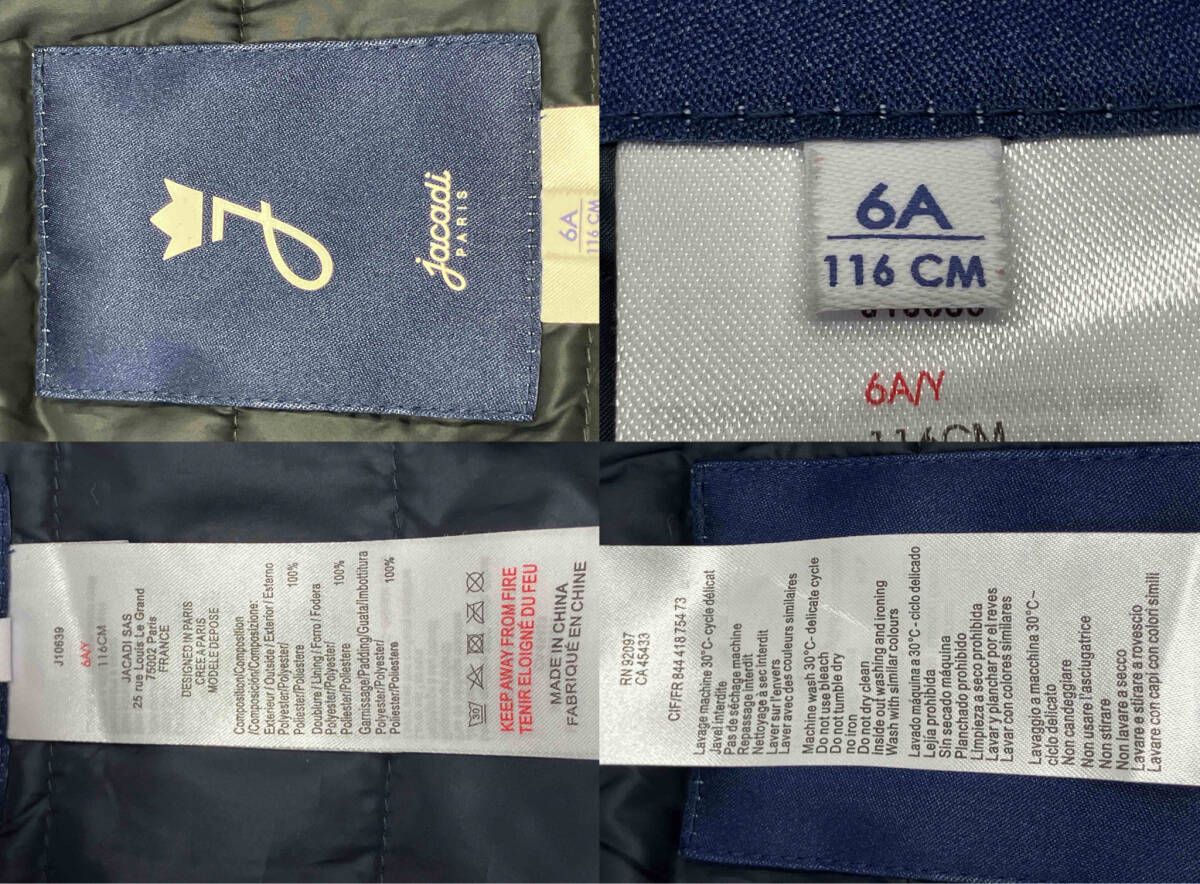 J
jacadi
PARIS
6A
116 CM
6A
116 CM
6A/Y
116CM
J10639
6A/Y
116CM
JACADI SAS
25 rue Louis Le Grand
75002 Paris
FRANCE
DESIGNED IN PARIS
CREE A PARIS
MODELE DEPOSE
Composition/Composition
/Composición/Composizione:
Exterieur / Outside / Exterior / Esterno
Polyester/Polyester/ 100%
Poliester/Poliestere
Doublure / Lining / Forro / Fodera
Polyester/Polyester/ 100%
Poliester/Poliestere
Garnissage/Padding/Guata/Imbottitura
Polyester/Polyester/ 100%
Poliester/Poliestere
30
KEEP AWAY FROM FIRE
TENIR ELOIGNÉ DU FEU
MADE IN CHINA
FABRIQUÉ EN CHINE
RN 92097
CA 45433
CIFFR 844 418 754 73
Lavage machine 30°C- cycle délicat
Javel interdit
Pas de séchage machine
Repassage interdit
Nettoyage à sec interdit
Laver sur l'envers
Laver avec des couleurs similaires
Machine wash 30°C- delicate cycle
Do not use bleach
Do not tumble dry
no iron
Do not dry clean
Inside out washing and ironing
Wash with similar colours
Lavado máquina a 30°C - ciclo delicado
Lejia prohibida
Sin secado máquina
Planchado prohibido
Limpieza a seco prohibida
Lavar y planchar por el reves
Lavar con colores similares
Lavaggio a macchina 30°C~
ciclo delicato
Non candeggiare
Non usare l'asciugatrice
Non stirare
Non lavare a secco
Lavare e stirare a rovescio
Lavare con capi con colori simili